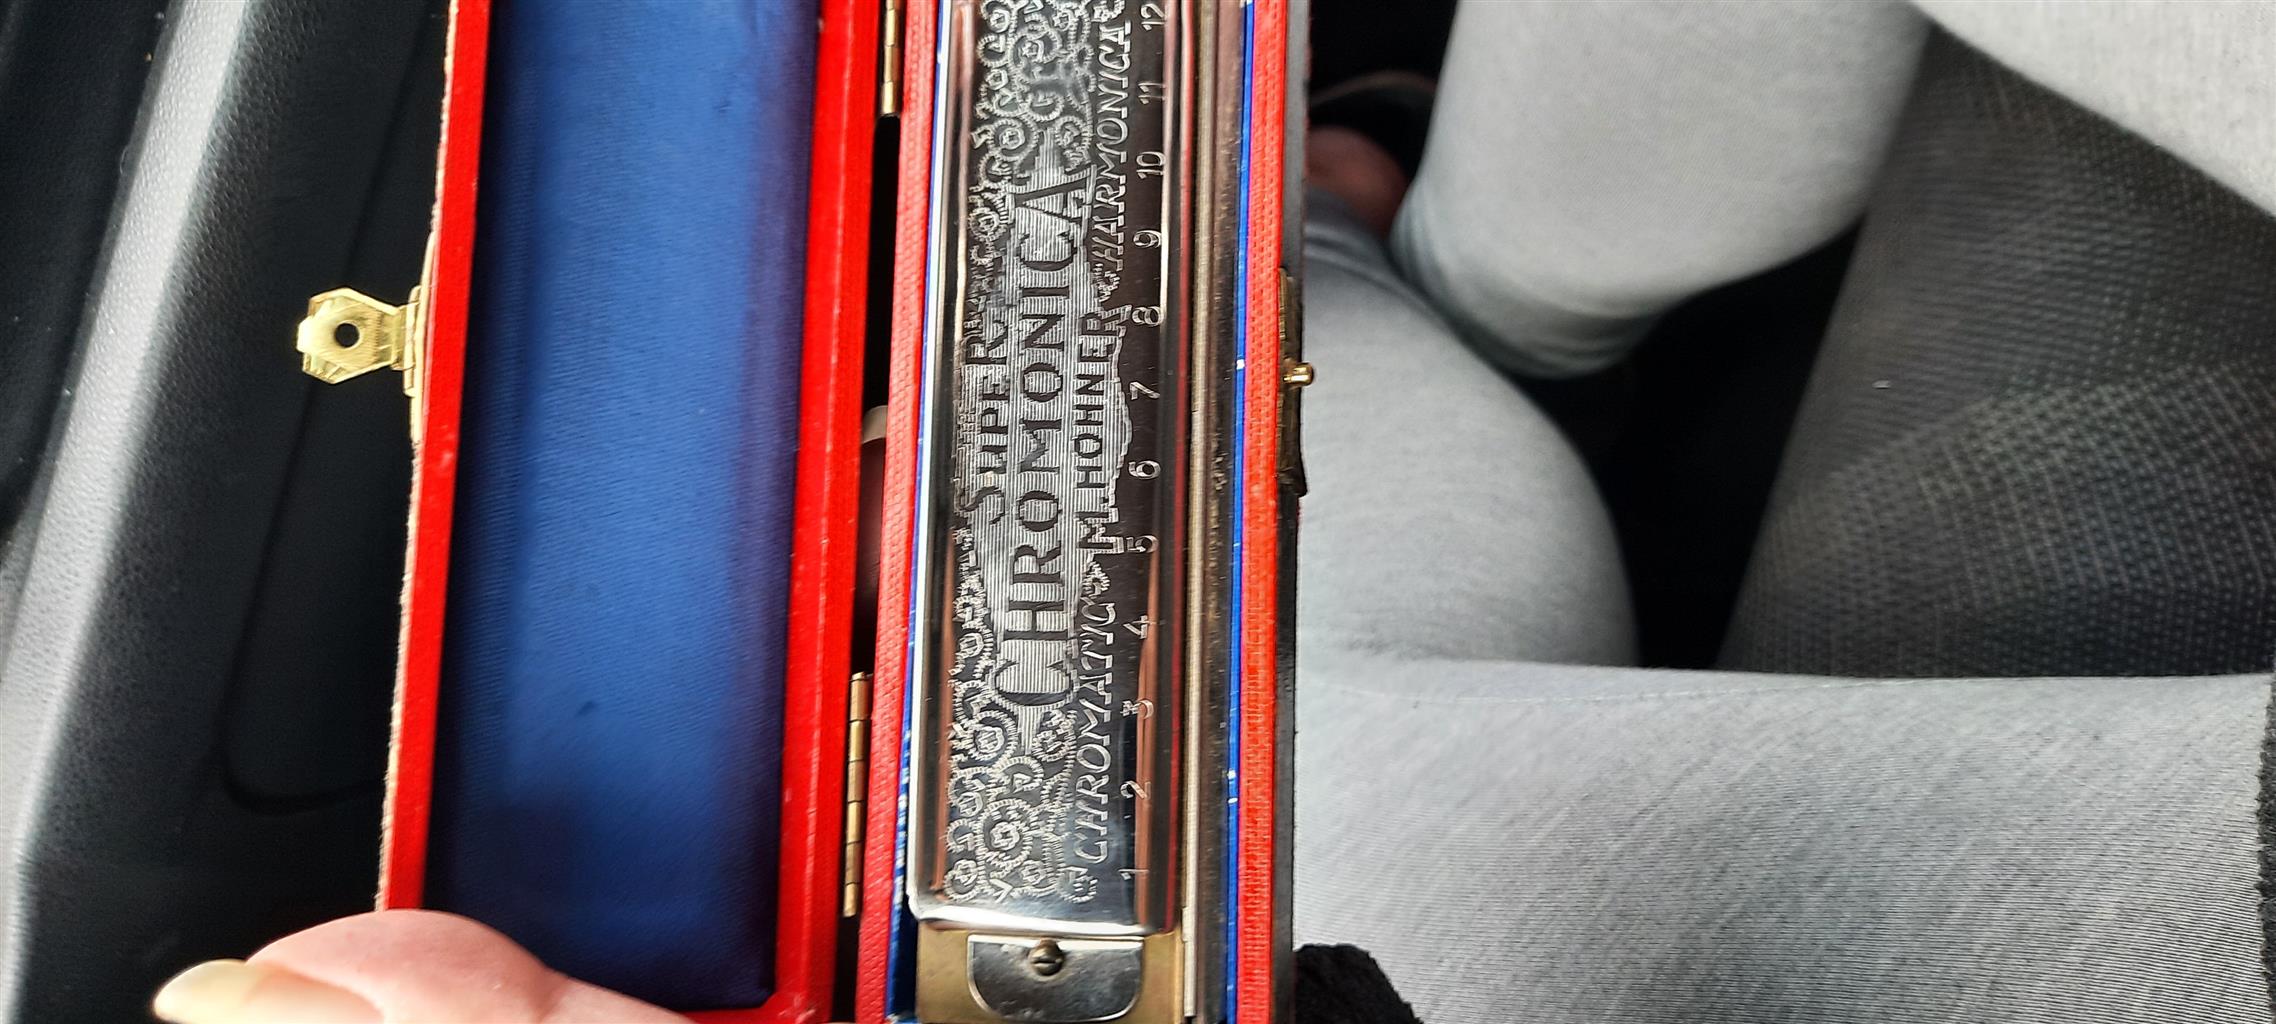 SUPER
CHROMONICA
M. HOHNER
CHROMATIC HARMONICA
1 2 3 4 5 6 7 8 9 10 11 12